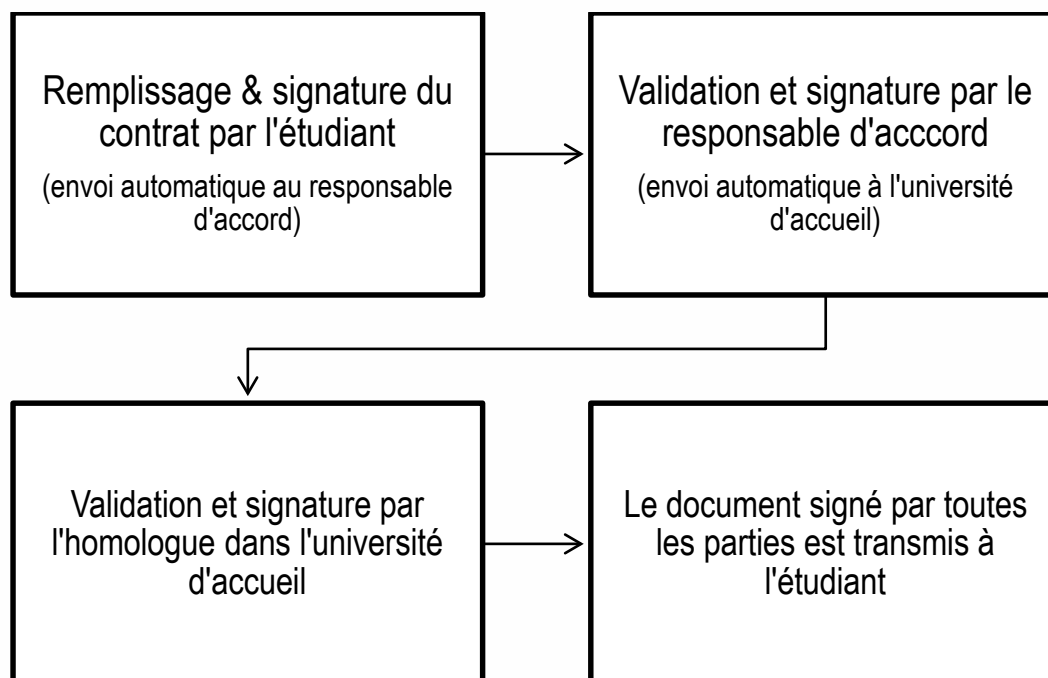 Remplissage & signature du
contrat par l'étudiant
(envoi automatique au responsable
d'accord)
Validation et signature par le
responsable d'acccord
(envoi automatique à l'université
d'accueil)
Validation et signature par
l'homologue dans l'université
d'accueil
Le document signé par toutes
les parties est transmis à
l'étudiant